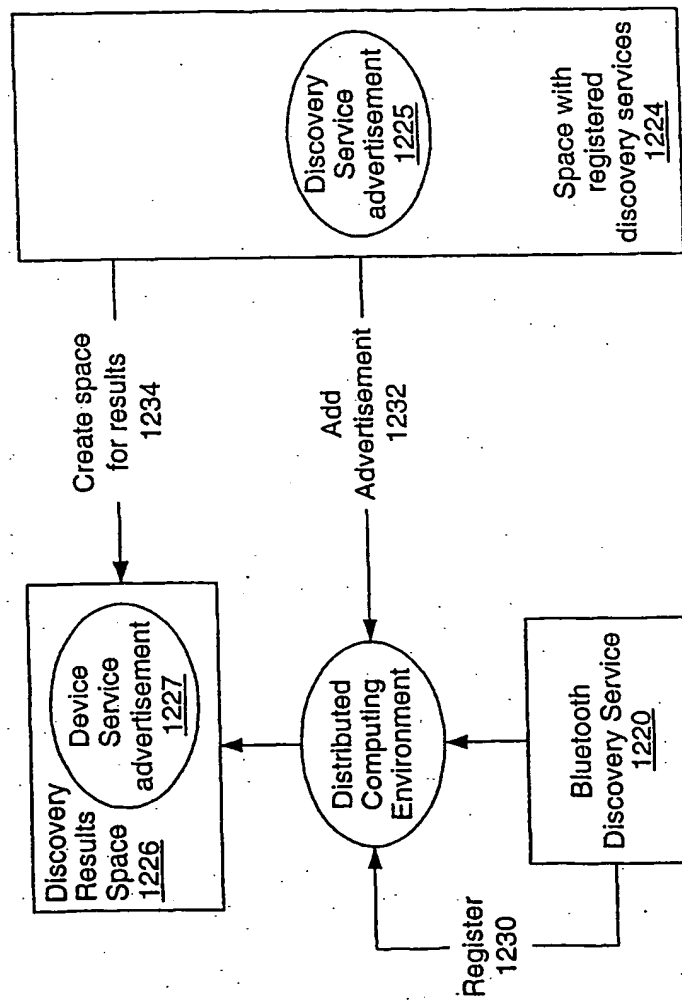 Discovery
Results
Space
1226
Device
Service
advertisement
1227
Create space
for results
1234
Discovery
Service
advertisement
1225
Space with
registered
discovery services
1224
Distributed
Computing
Environment
Add
Advertisement
1232
Register
1230
Bluetooth
Discovery Service
1220